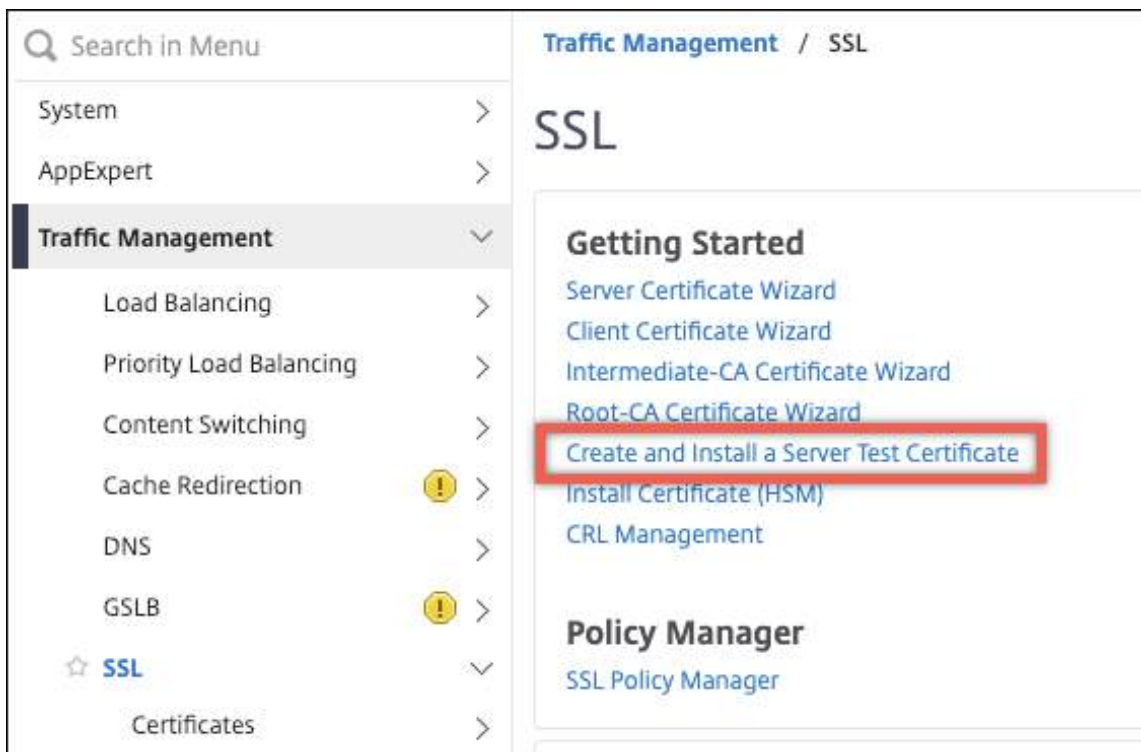 Search in Menu
System
AppExpert
Traffic Management
Load Balancing
Priority Load Balancing
Content Switching
Cache Redirection
DNS
GSLB
SSL
Certificates
Traffic Management / SSL
SSL
Getting Started
Server Certificate Wizard
Client Certificate Wizard
Intermediate-CA Certificate Wizard
Root-CA Certificate Wizard
Create and Install a Server Test Certificate
Install Certificate (HSM)
CRL Management
Policy Manager
SSL Policy Manager